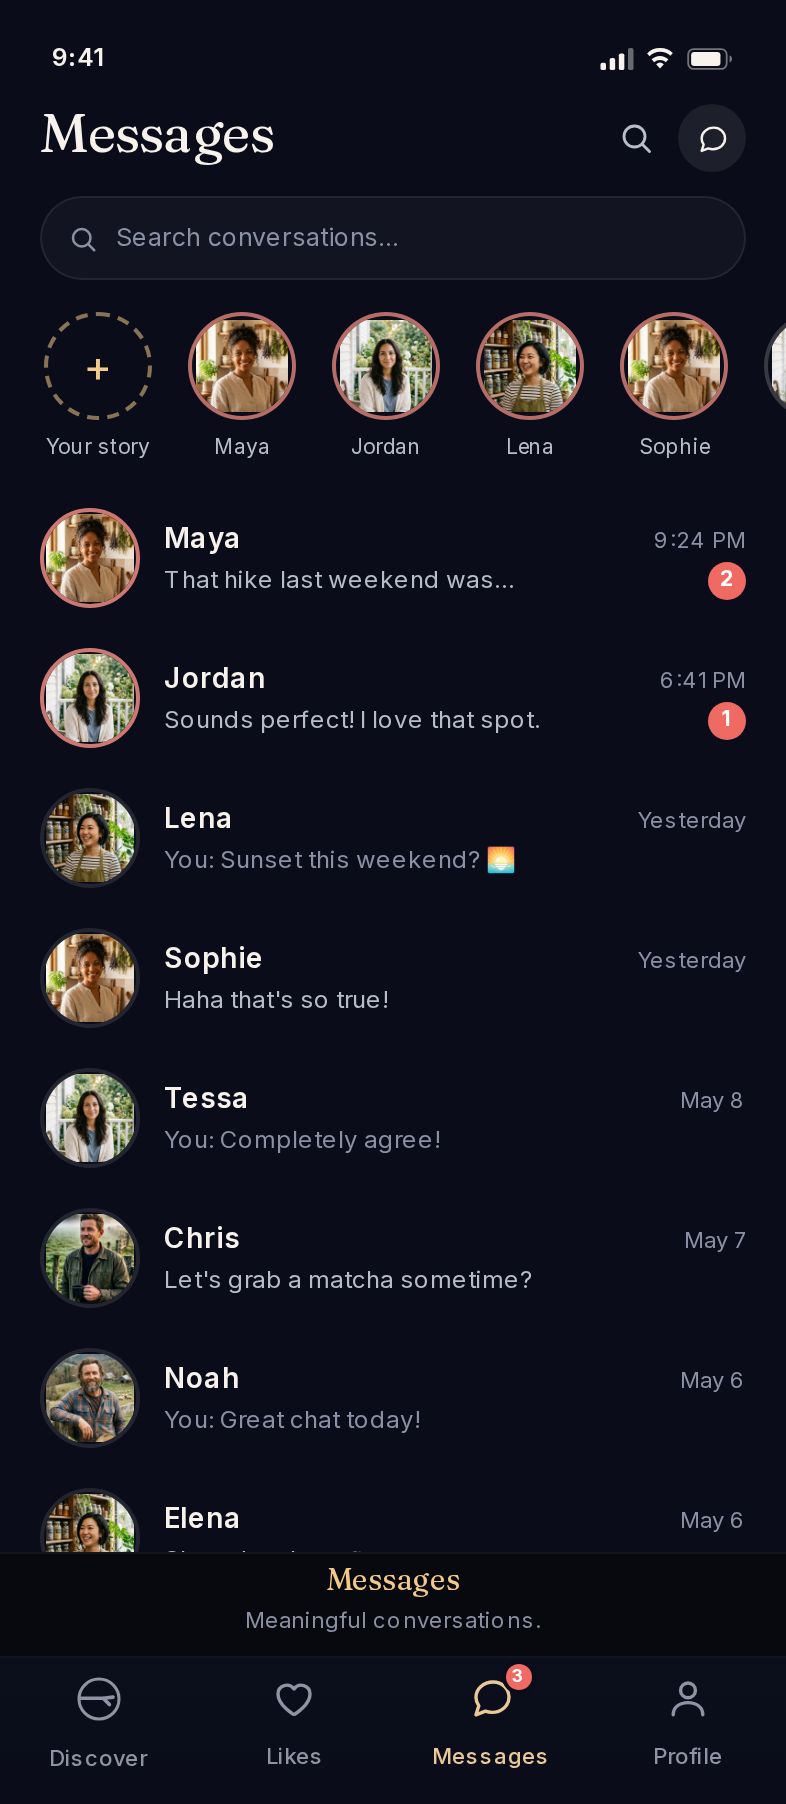 9:41
Messages
Search conversations...
+
Your story
Maya
Jordan
Lena
Sophie
Maya
9:24 PM
That hike last weekend was...
2
Jordan
6:41 PM
Sounds perfect! I love that spot.
1
Lena
Yesterday
You: Sunset this weekend? 🌅
Sophie
Yesterday
Haha that's so true!
Tessa
May 8
You: Completely agree!
Chris
May 7
Let's grab a matcha sometime?
Noah
May 6
You: Great chat today!
Elena
May 6
Messages
Meaningful conversations.
3
Discover
Likes
Messages
Profile